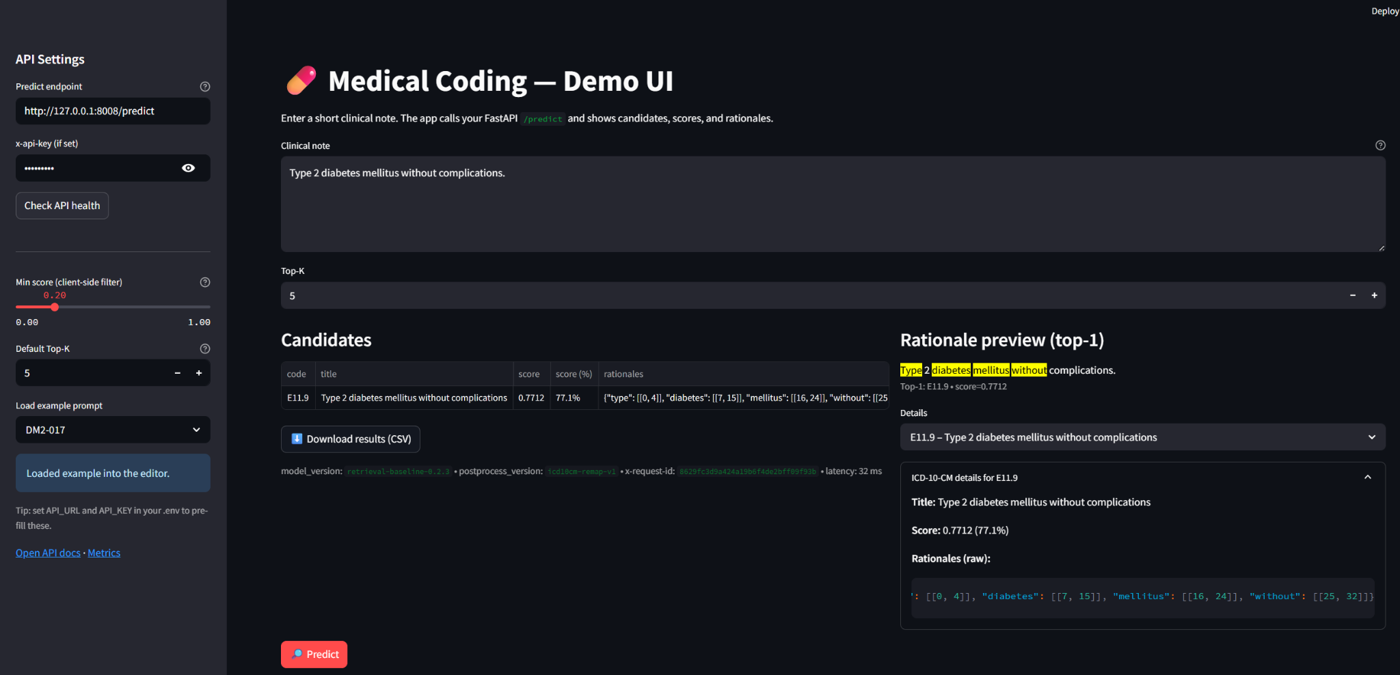 Deploy
API Settings
Predict endpoint
http://127.0.0.1:8008/predict
x-api-key (if set)
•••••••••
Check API health
Min score (client-side filter)
0.20
0.00 1.00
Default Top-K
5
Load example prompt
DM2-017
Loaded example into the editor.
Tip: set API_URL and API_KEY in your .env to pre-
fill these.
Open API docs · Metrics
Medical Coding — Demo UI
Enter a short clinical note. The app calls your FastAPI /predict and shows candidates, scores, and rationales.
Clinical note
Type 2 diabetes mellitus without complications.
Top-K
5
Candidates
code title score score (%) rationales
E11.9 Type 2 diabetes mellitus without complications 0.7712 77.1% {"type": [[0, 4]], "diabetes": [[7, 15]], "mellitus": [[16, 24]], "without": [[25
Download results (CSV)
model_version: retrieval-baseline-0.2.3 • postprocess_version: icd10cm-remap-v1 • x-request-id: • latency: 32 ms
Rationale preview (top-1)
Type 2 diabetes mellitus without complications.
Top-1: E11.9 • score=0.7712
Details
E11.9 – Type 2 diabetes mellitus without complications
ICD-10-CM details for E11.9
Title: Type 2 diabetes mellitus without complications
Score: 0.7712 (77.1%)
Rationales (raw):
": [[0, 4]], "diabetes": [[7, 15]], "mellitus": [[16, 24]], "without": [[25, 32]]}
Predict